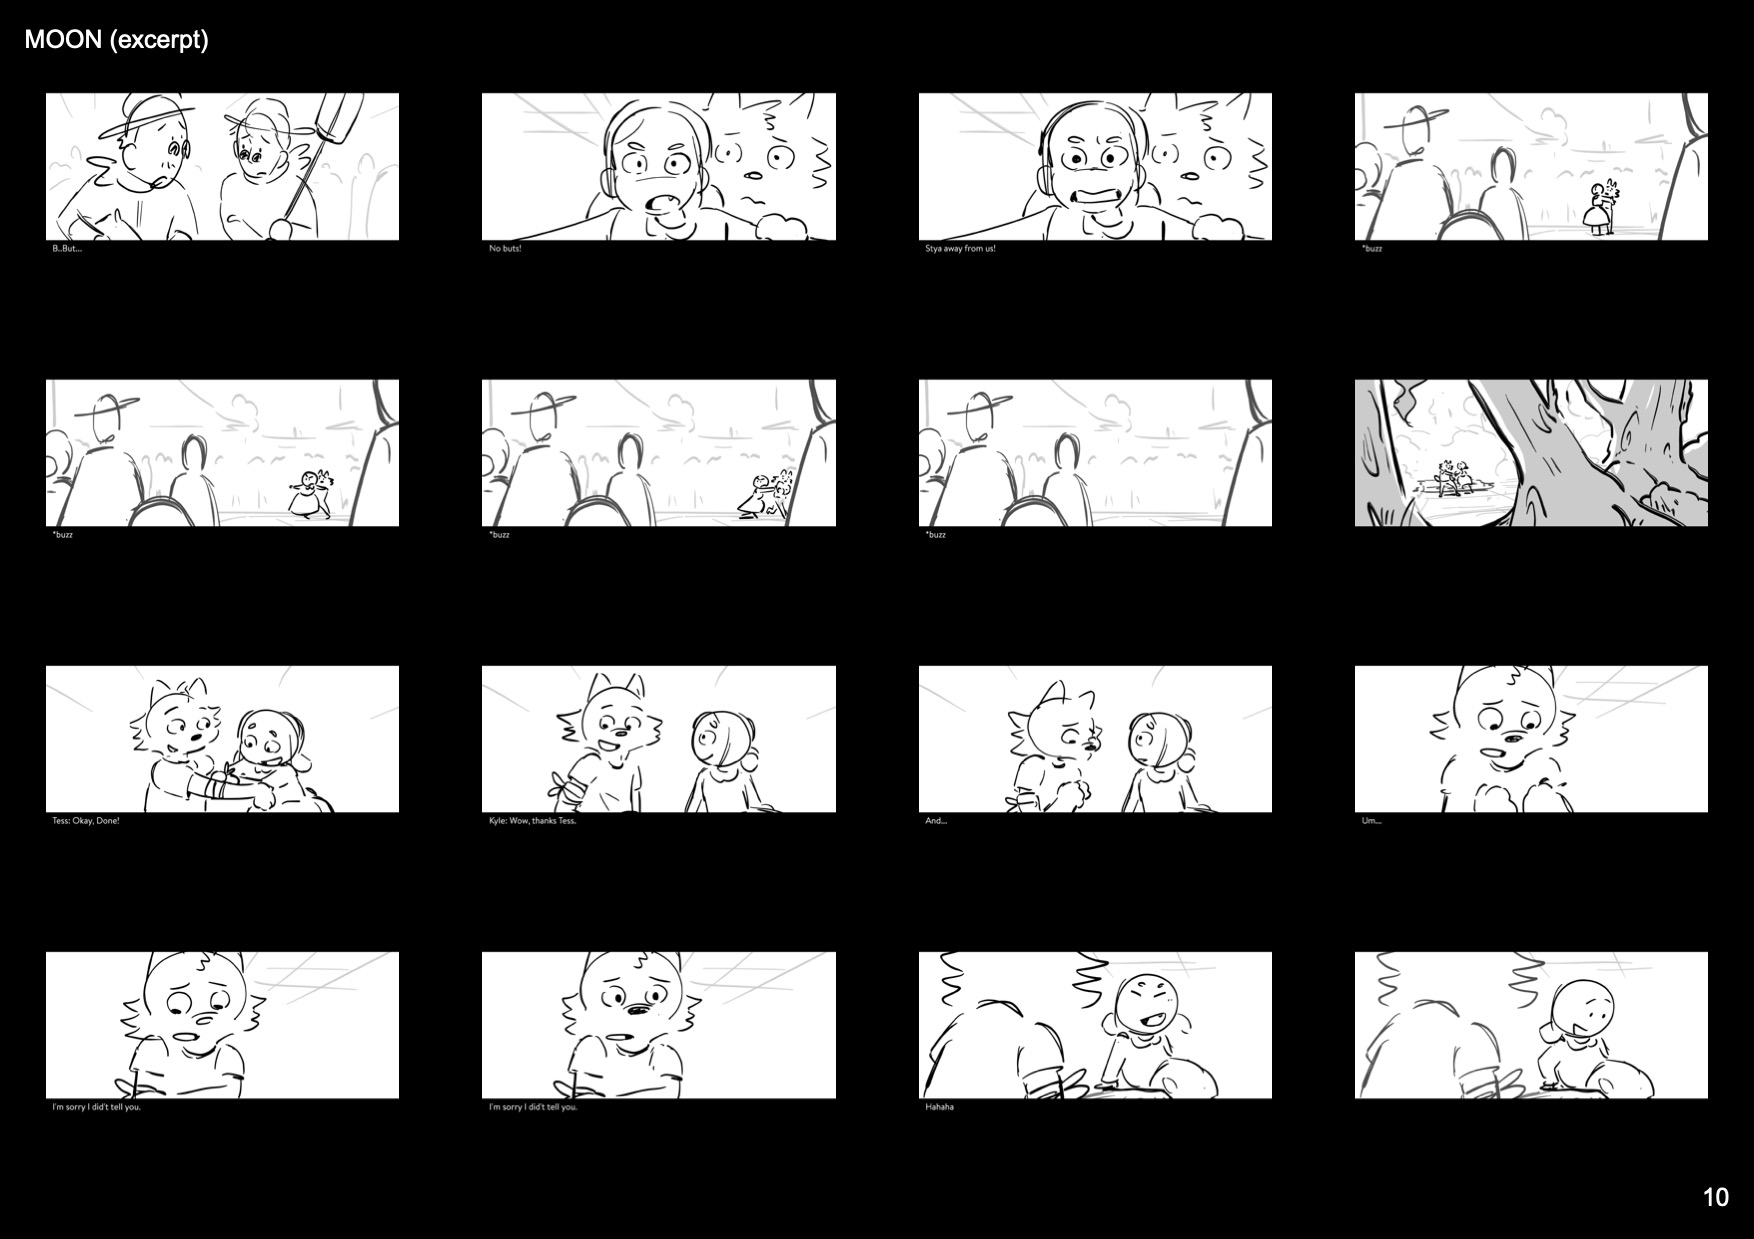 MOON (excerpt)
B..But...
No buts!
Stya away from us!
*buzz
*buzz
*buzz
*buzz
Tess: Okay, Done!
Kyle: Wow, thanks Tess.
And...
Um...
I'm sorry I did't tell you.
I'm sorry I did't tell you.
Hahaha
10